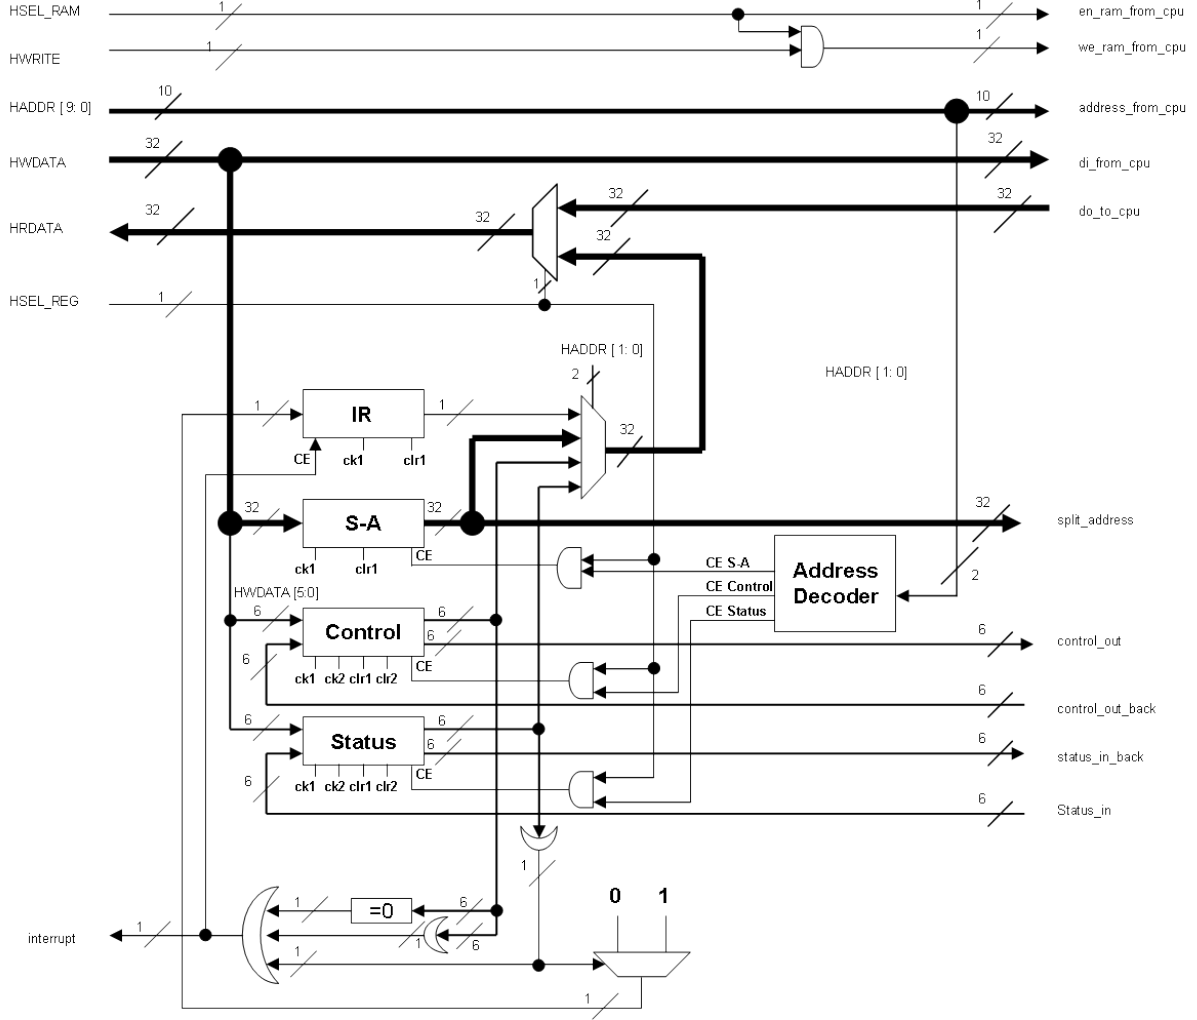 HSEL_RAM
1
1
en_ram_from_cpu
HWRITE
1
1
we_ram_from_cpu
HADDR [ 9: 0]
10
10
address_from_cpu
HWDATA
32
32
di_from_cpu
32
32
do_to_cpu
HRDATA
32
32
32
HSEL_REG
1
1
HADDR [ 1: 0]
2
HADDR [ 1: 0]
1
IR
1
32
CE
ck1
clr1
32
S-A
32
32
split_address
ck1
clr1
CE
CE S-A
CE Control
CE Status
Address
Decoder
2
HWDATA [5:0]
6
Control
6
6
6
control_out
6
ck1
ck2
clr1
clr2
CE
6
control_out_back
6
Status
6
6
6
status_in_back
6
ck1
ck2
clr1
clr2
CE
6
Status_in
1
0
1
1
=0
6
interrupt
1
1
6
1
1